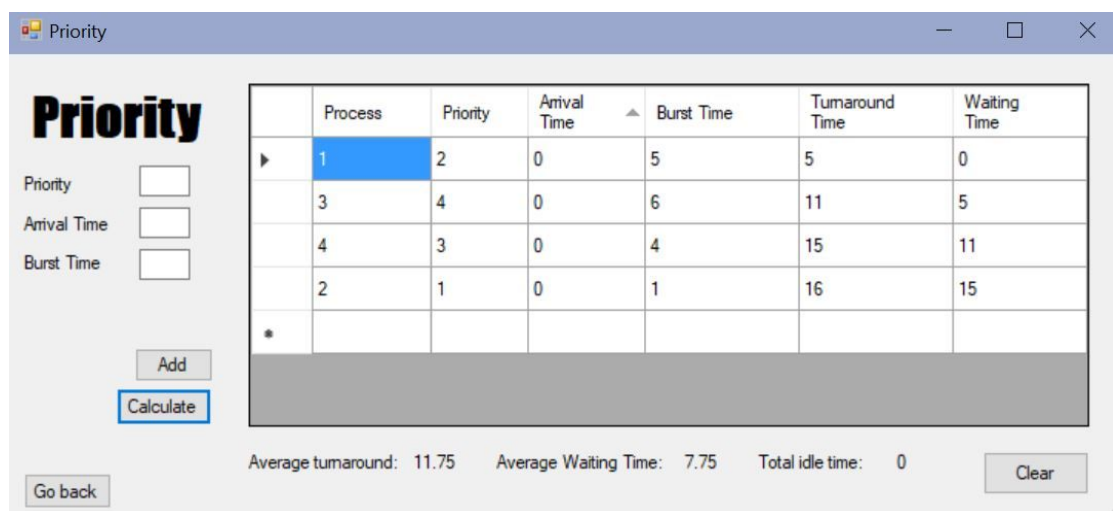 Priority
Priority
Priority
Arrival Time
Burst Time
Add
Calculate
Go back
Process Priority Arrival Time Burst Time Turnaround Time Waiting Time
1 2 0 5 5 0
3 4 0 6 11 5
4 3 0 4 15 11
2 1 0 1 16 15
*
Average turnaround: 11.75 Average Waiting Time: 7.75 Total idle time: 0
Clear